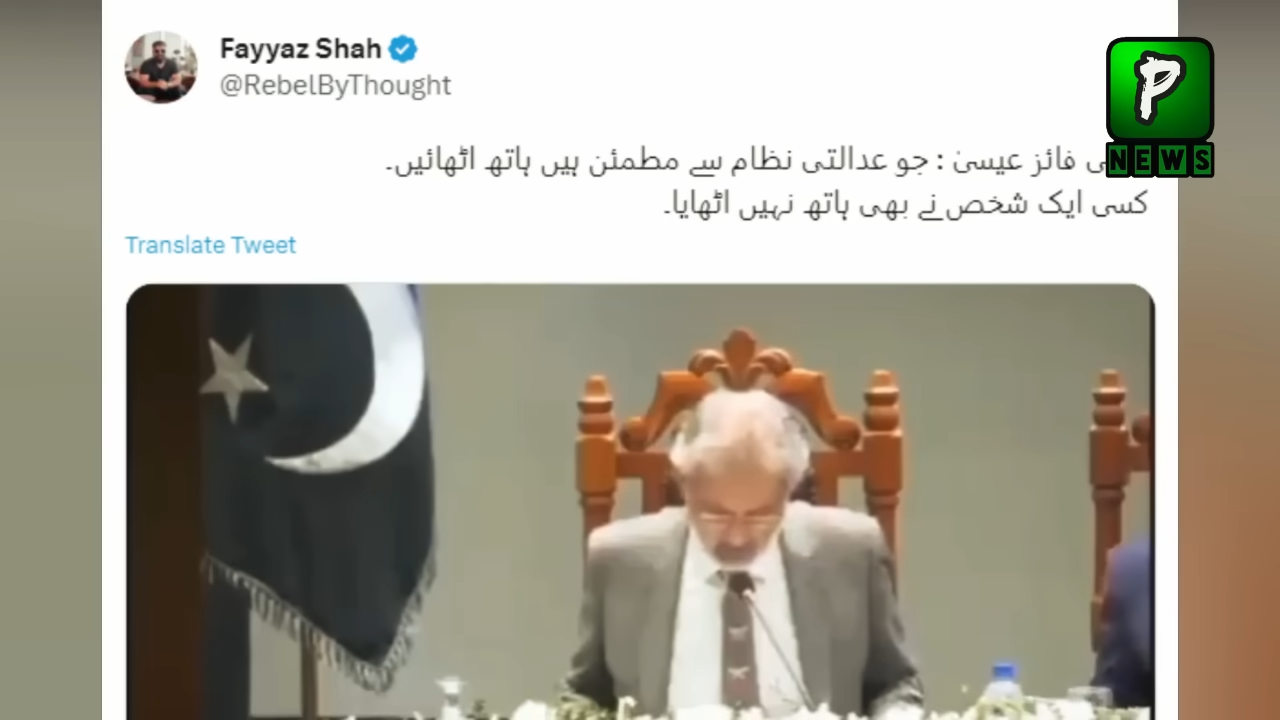 Fayyaz Shah
@RebelByThought
فائز عیسیٰ : جو عدالتی نظام سے مطمئن ہیں ہاتھ اٹھائیں۔
کسی ایک شخص نے بھی ہاتھ نہیں اٹھایا۔
Translate Tweet
P
NEWS